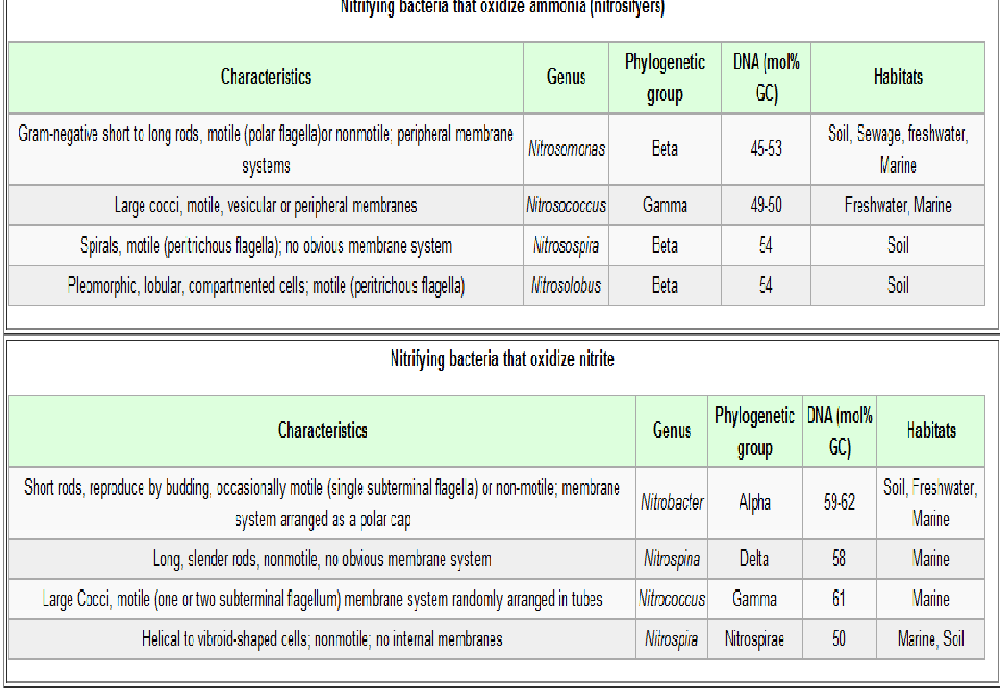 Nitrifying bacteria that oxidize ammonia (nitrosifyers)
Characteristics Genus Phylogenetic group DNA (mol% GC) Habitats
Gram-negative short to long rods, motile (polar flagella)or nonmotile; peripheral membrane systems Nitrosomonas Beta 45-53 Soil, Sewage, freshwater, Marine
Large cocci, motile, vesicular or peripheral membranes Nitrosococcus Gamma 49-50 Freshwater, Marine
Spirals, motile (peritrichous flagella); no obvious membrane system Nitrosospira Beta 54 Soil
Pleomorphic, lobular, compartmented cells; motile (peritrichous flagella) Nitrosolobus Beta 54 Soil
Nitrifying bacteria that oxidize nitrite
Characteristics Genus Phylogenetic group DNA (mol% GC) Habitats
Short rods, reproduce by budding, occasionally motile (single subterminal flagella) or non-motile; membrane system arranged as a polar cap Nitrobacter Alpha 59-62 Soil, Freshwater, Marine
Long, slender rods, nonmotile, no obvious membrane system Nitrospina Delta 58 Marine
Large Cocci, motile (one or two subterminal flagellum) membrane system randomly arranged in tubes Nitrococcus Gamma 61 Marine
Helical to vibroid-shaped cells; nonmotile; no internal membranes Nitrospira Nitrospirae 50 Marine, Soil